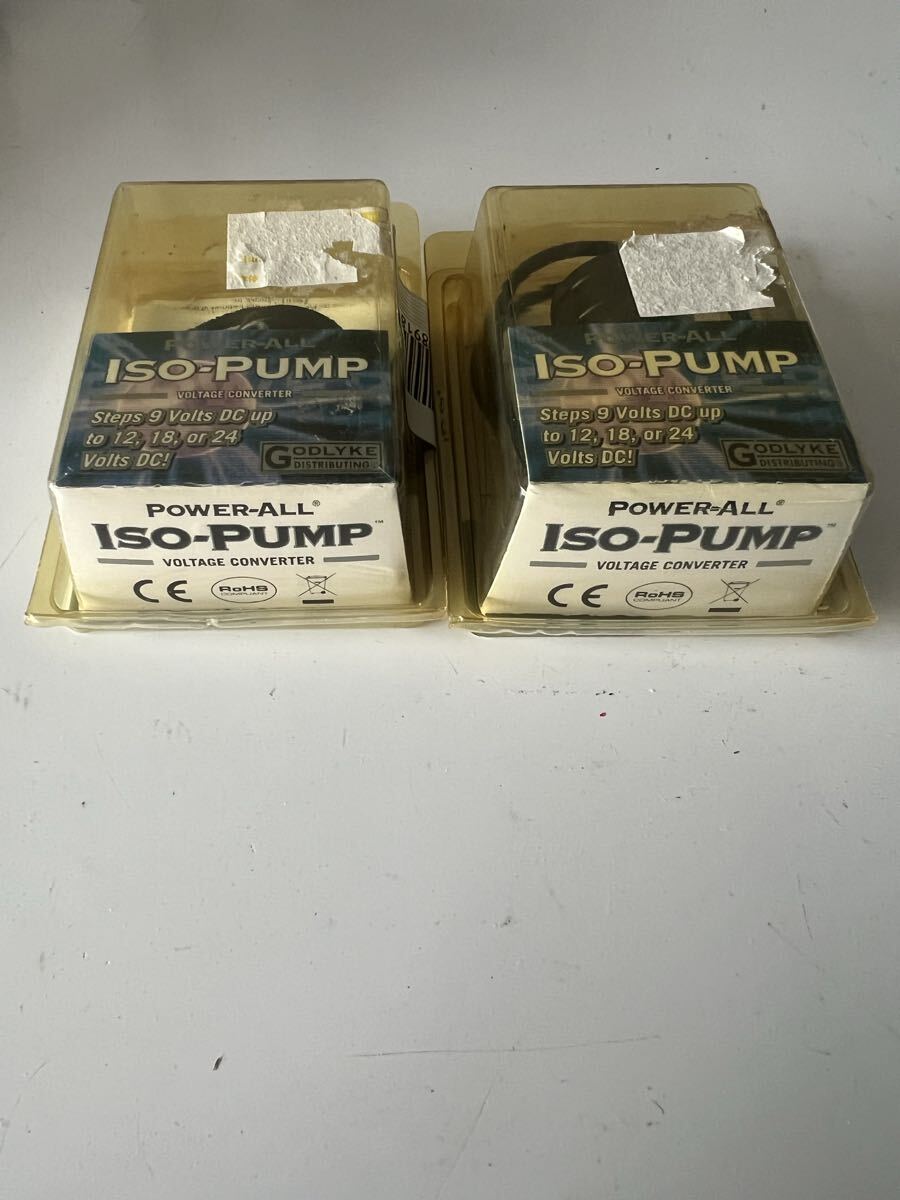 POWER-ALL
ISO-PUMP
VOLTAGE CONVERTER
Steps 9 Volts DC up
to 12, 18, or 24
Volts DC!
GODLYKE
DISTRIBUTING
POWER-ALL®
ISO-PUMP™
VOLTAGE CONVERTER
CE
RoHS
COMPLIANT
POWER-ALL
ISO-PUMP
VOLTAGE CONVERTER
Steps 9 Volts DC up
to 12, 18, or 24
Volts DC!
GODLYKE
DISTRIBUTING
POWER-ALL®
ISO-PUMP™
VOLTAGE CONVERTER
CE
RoHS
COMPLIANT